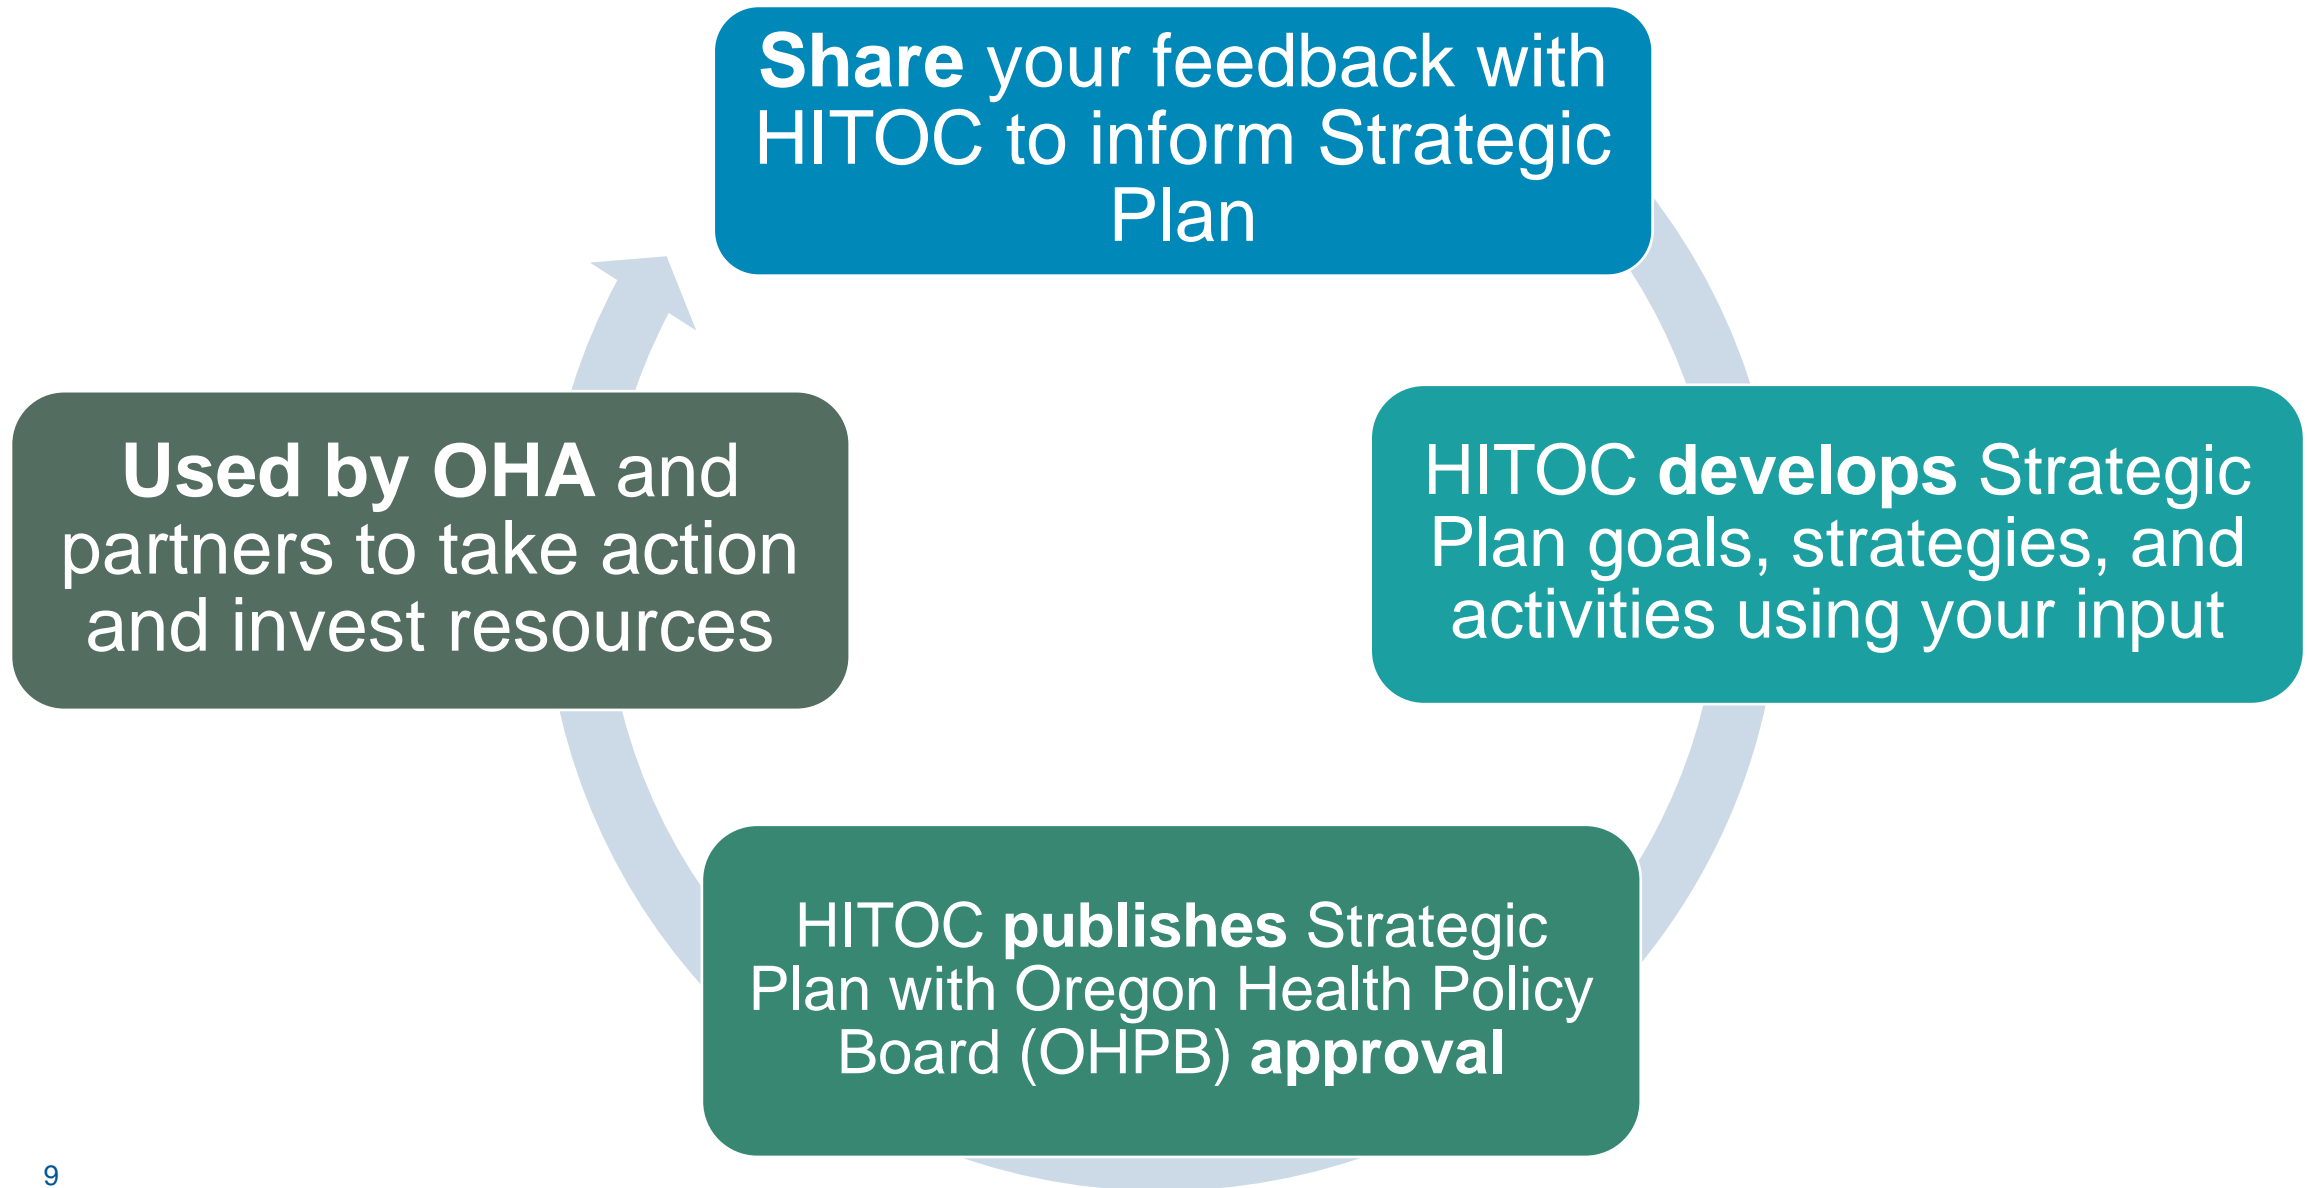 Share your feedback with
HITOC to inform Strategic
Plan
HITOC develops Strategic
Plan goals, strategies, and
activities using your input
HITOC publishes Strategic
Plan with Oregon Health Policy
Board (OHPB) approval
Used by OHA and
partners to take action
and invest resources
9